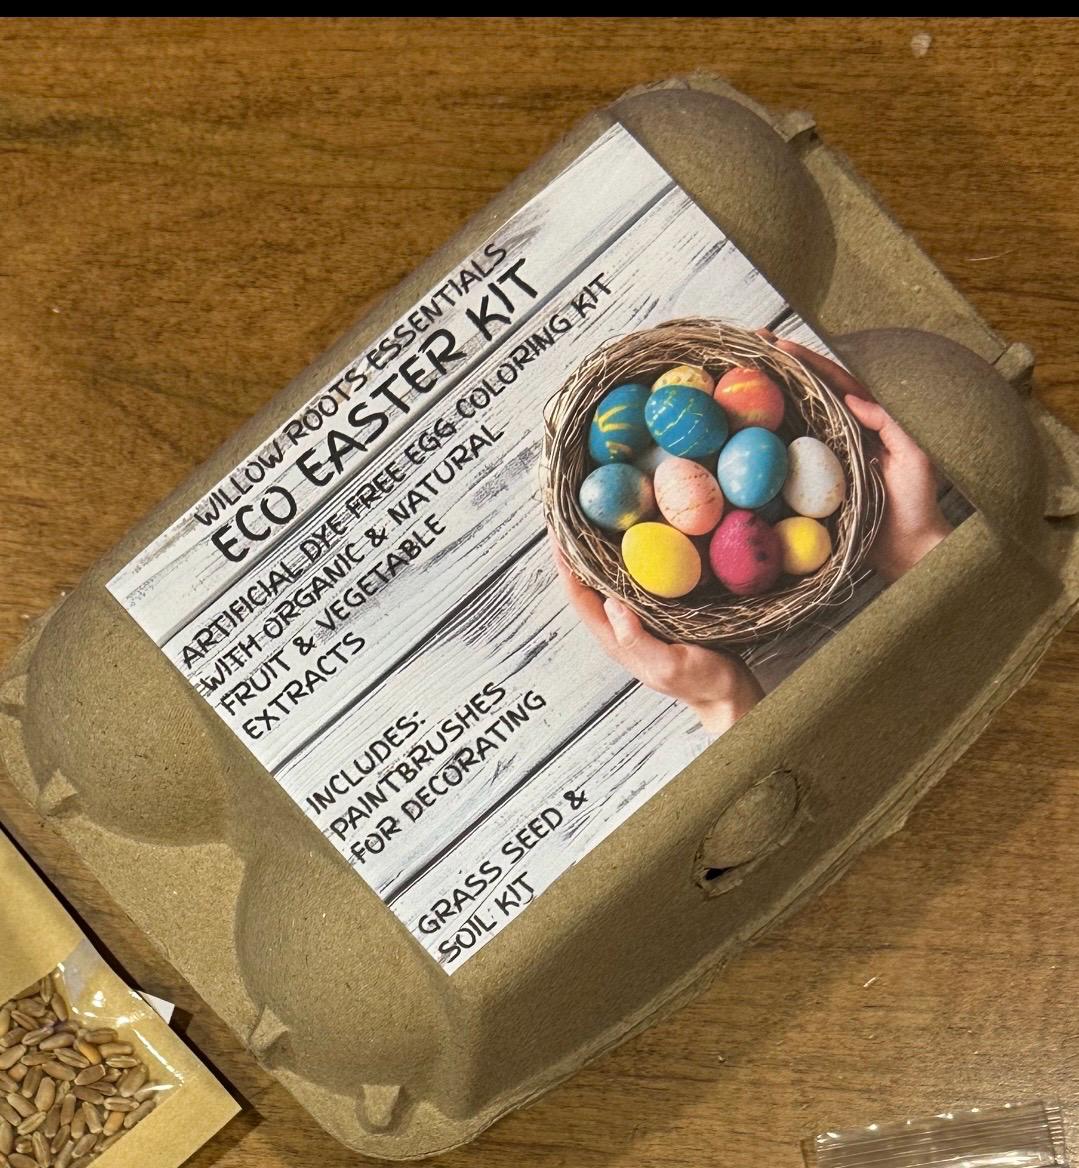 WILLOW ROOTS ESSENTIALS
ECO EASTER KIT
ARTIFICIAL DYE FREE EGG COLORING KIT
WITH ORGANIC & NATURAL
FRUIT & VEGETABLE
EXTRACTS
INCLUDES:
PAINTBRUSHES
FOR DECORATING
GRASS SEED &
SOIL KIT